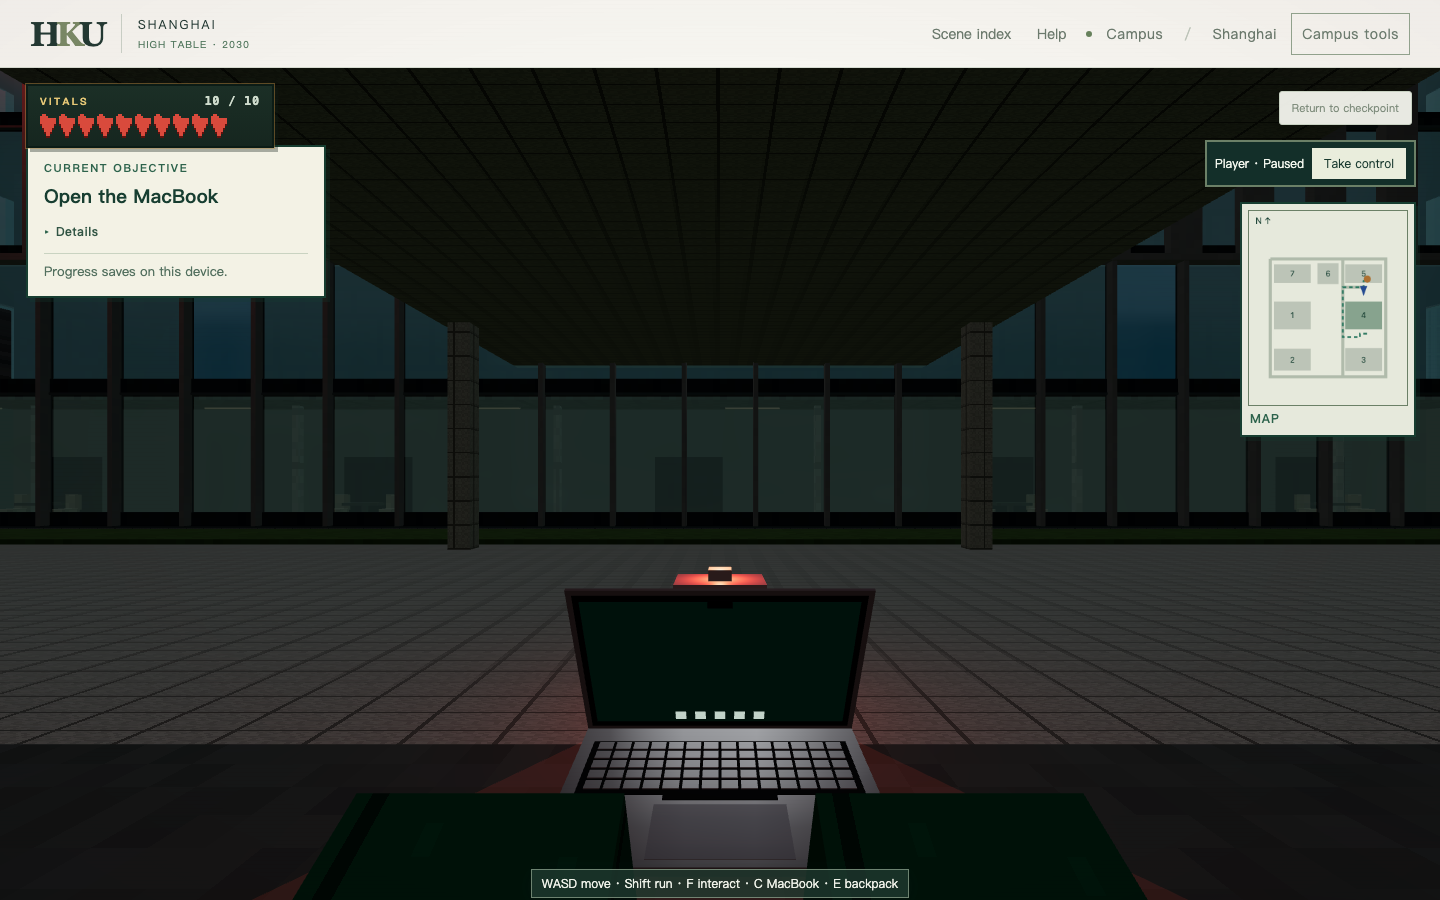 HKU
SHANGHAI
HIGH TABLE · 2030
Scene index
Help
Campus
/
Shanghai
Campus tools
VITALS
10 / 10
CURRENT OBJECTIVE
Open the MacBook
▸ Details
Progress saves on this device.
Return to checkpoint
Player · Paused
Take control
N ↑
7
6
5
1
4
2
3
MAP
WASD move · Shift run · F interact · C MacBook · E backpack